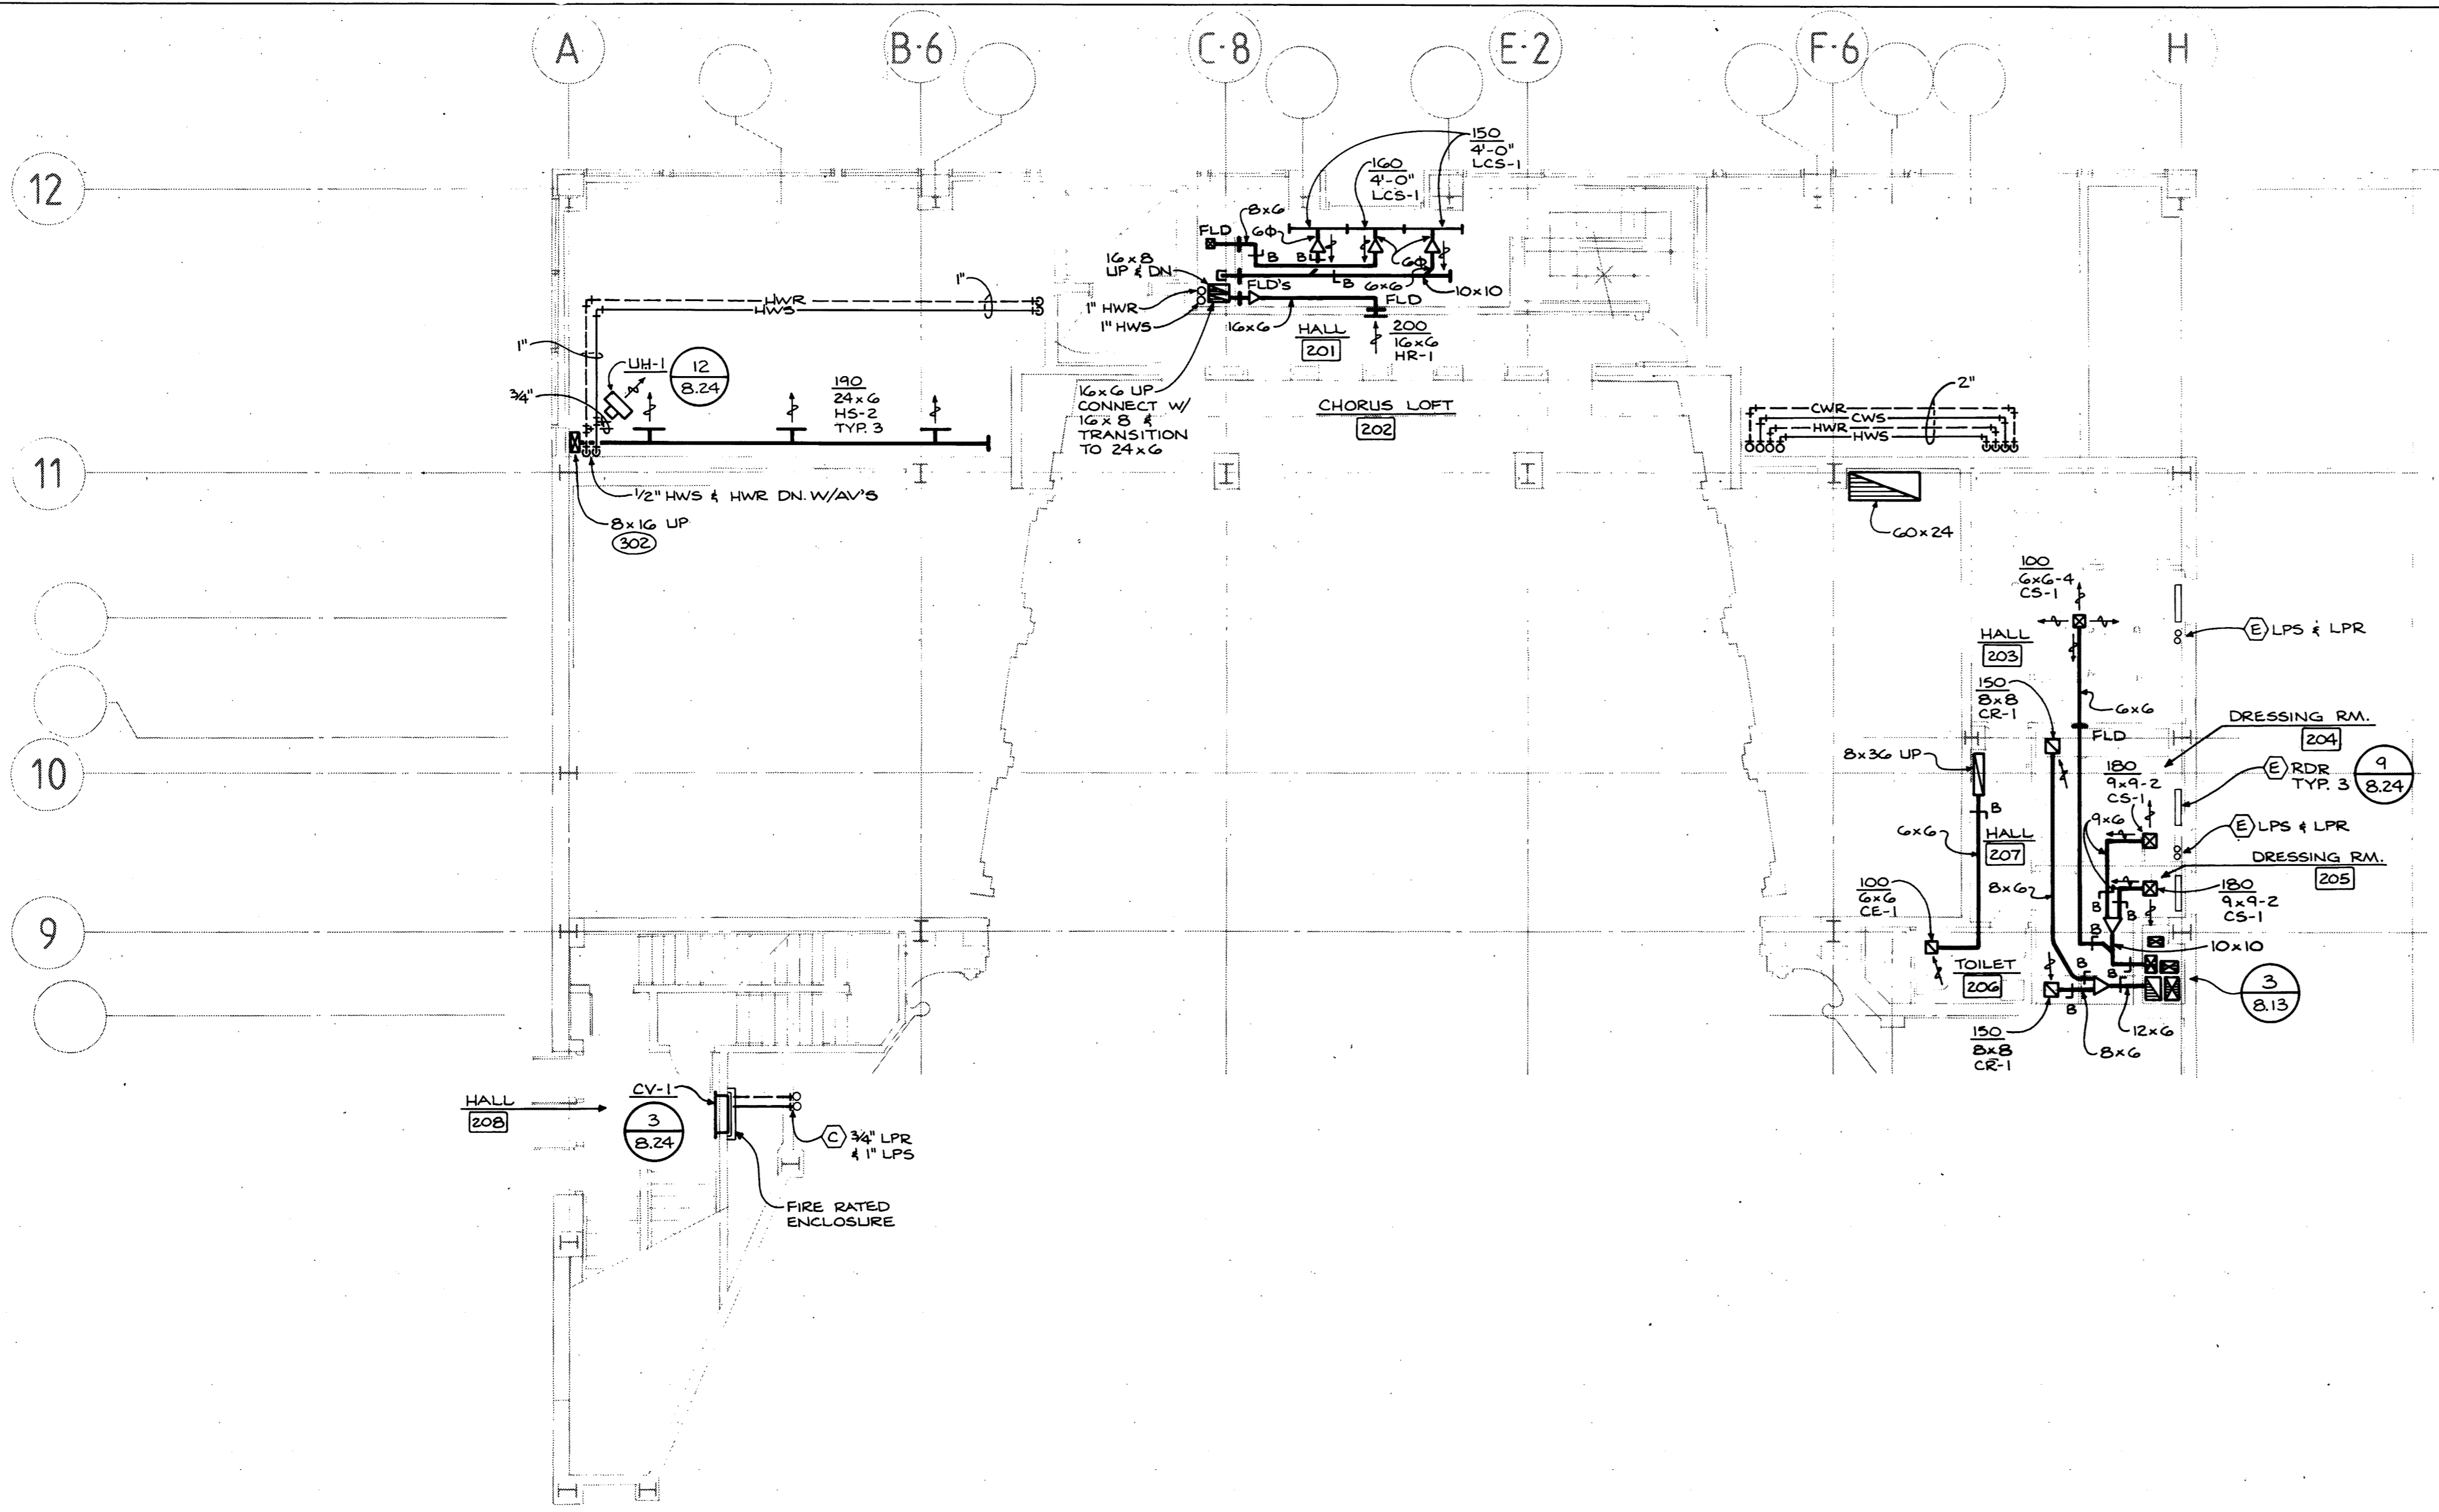 A
B-6
C-8
E-2
F-6
H
12
11
10
9
150
4'-0"
LCS-1
160
4'-0"
LCS-1
8x6
FLD
6Φ
B
B
16x8
UP & DN
6Φ
B
6x6
10x10
FLD'S
FLD
1" HWR
1" HWS
16x6
HALL
201
200
16x6
HR-1
16x6 UP
CONNECT W/
16x8 &
TRANSITION
TO 24x6
CHORUS LOFT
202
HWR
HWS
1"
1"
UH-1
12
8.24
3/4"
190
24x6
HS-2
TYP. 3
1/2" HWS & HWR DN. W/AV'S
8x16 UP
302
2"
CWR
CWS
HWR
HWS
60x24
100
6x6-4
CS-1
E LPS & LPR
HALL
203
150
8x8
CR-1
6x6
FLD
DRESSING RM.
204
8x36 UP
180
9x9-2
CS-1
E RDR
TYP. 3
9
8.24
B
9x6
6x6
HALL
207
E LPS & LPR
DRESSING RM.
205
8x6
100
6x6
CE-1
180
9x9-2
CS-1
B
B
B
10x10
TOILET
206
B
B
B
3
8.13
150
8x8
CR-1
8x6
12x6
HALL
208
CV-1
3
8.24
C 3/4" LPR
& 1" LPS
FIRE RATED
ENCLOSURE